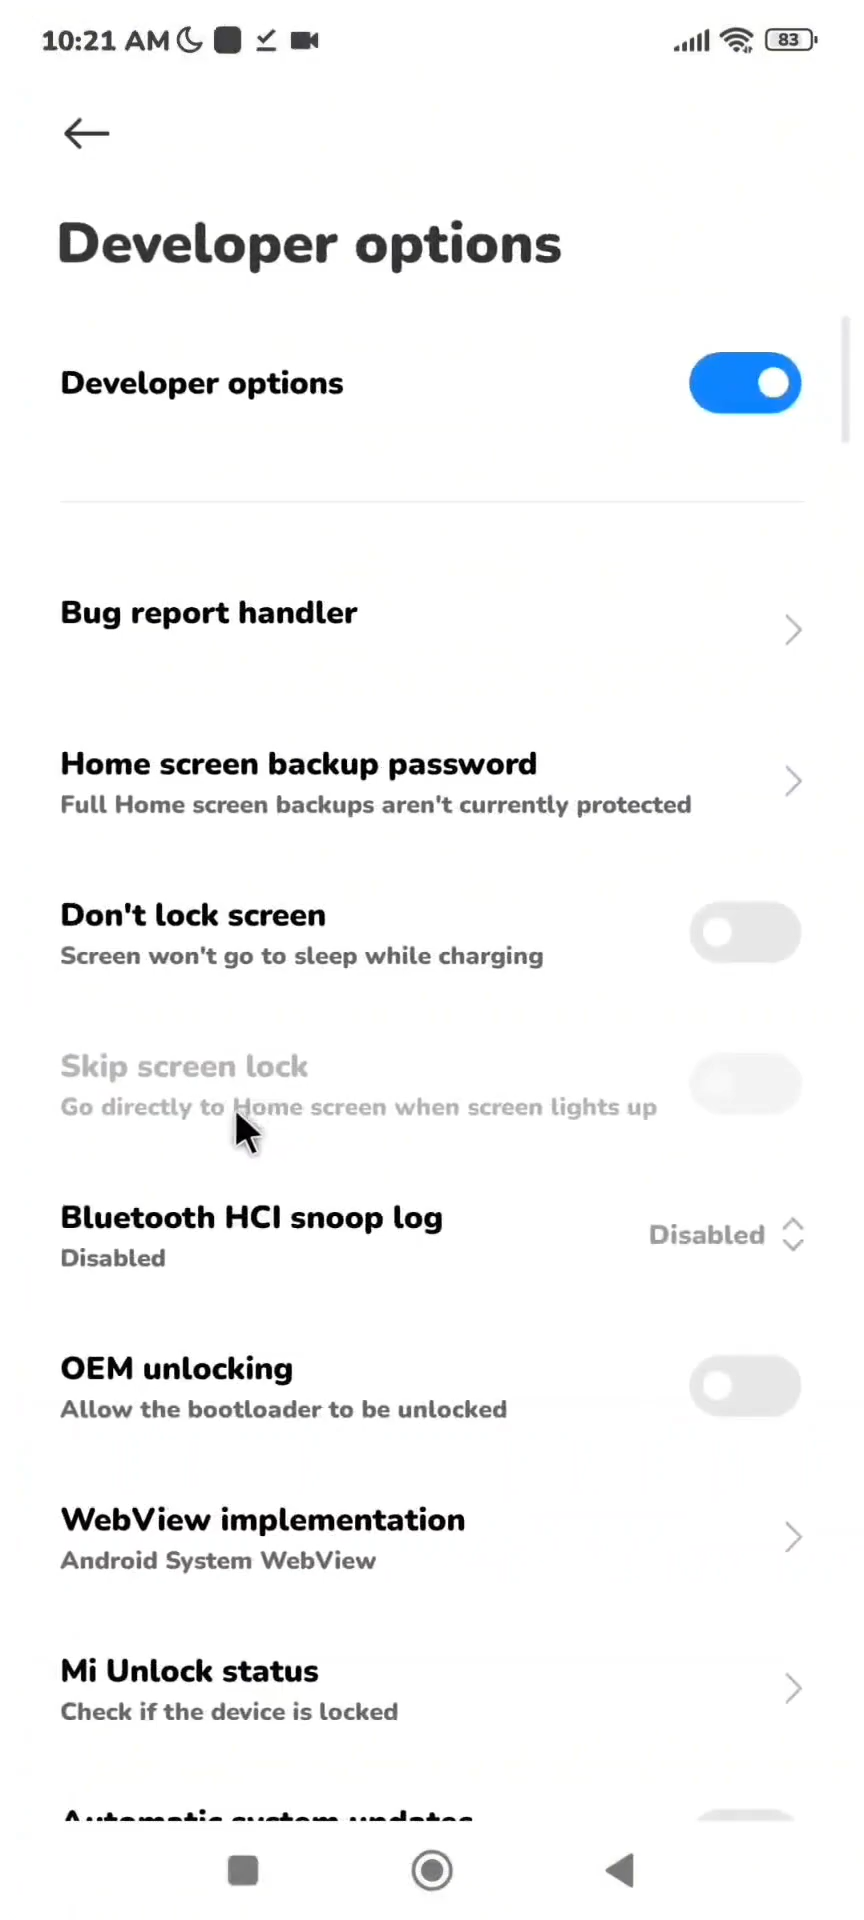 10:21 AM
83
Developer options
Developer options
Bug report handler
Home screen backup password
Full Home screen backups aren't currently protected
Don't lock screen
Screen won't go to sleep while charging
Skip screen lock
Go directly to Home screen when screen lights up
Bluetooth HCI snoop log
Disabled
Disabled
OEM unlocking
Allow the bootloader to be unlocked
WebView implementation
Android System WebView
Mi Unlock status
Check if the device is locked
Automatic system updates